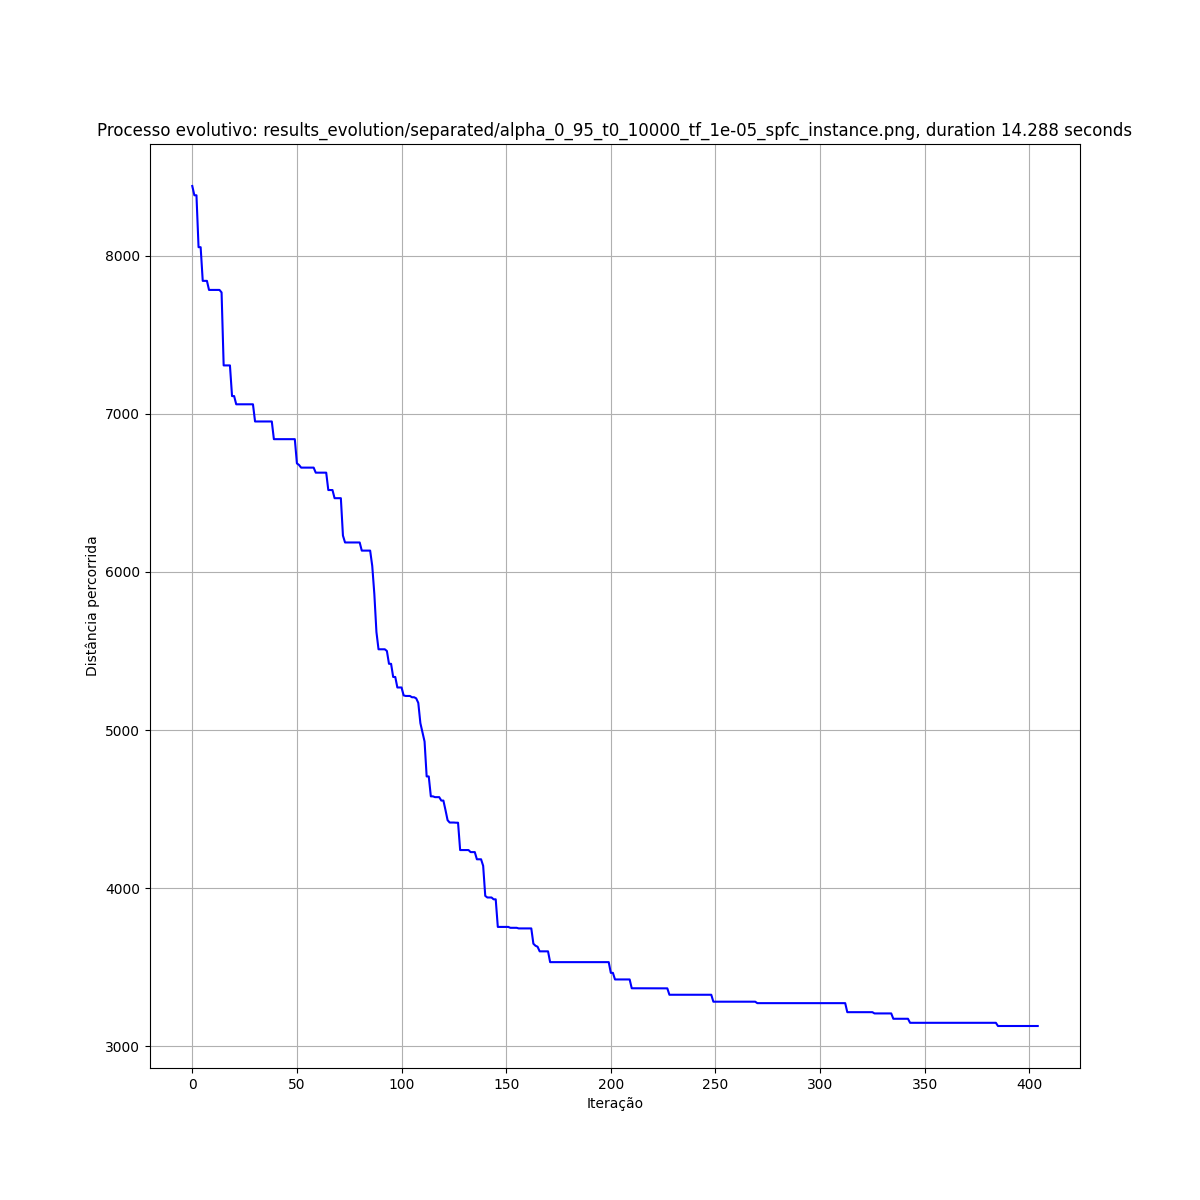 Processo evolutivo: results_evolution/separated/alpha_0_95_t0_10000_tf_1e-05_spfc_instance.png, duration 14.288 seconds
8000
7000
6000
5000
4000
3000
Distância percorrida
0 50 100 150 200 250 300 350 400
Iteração